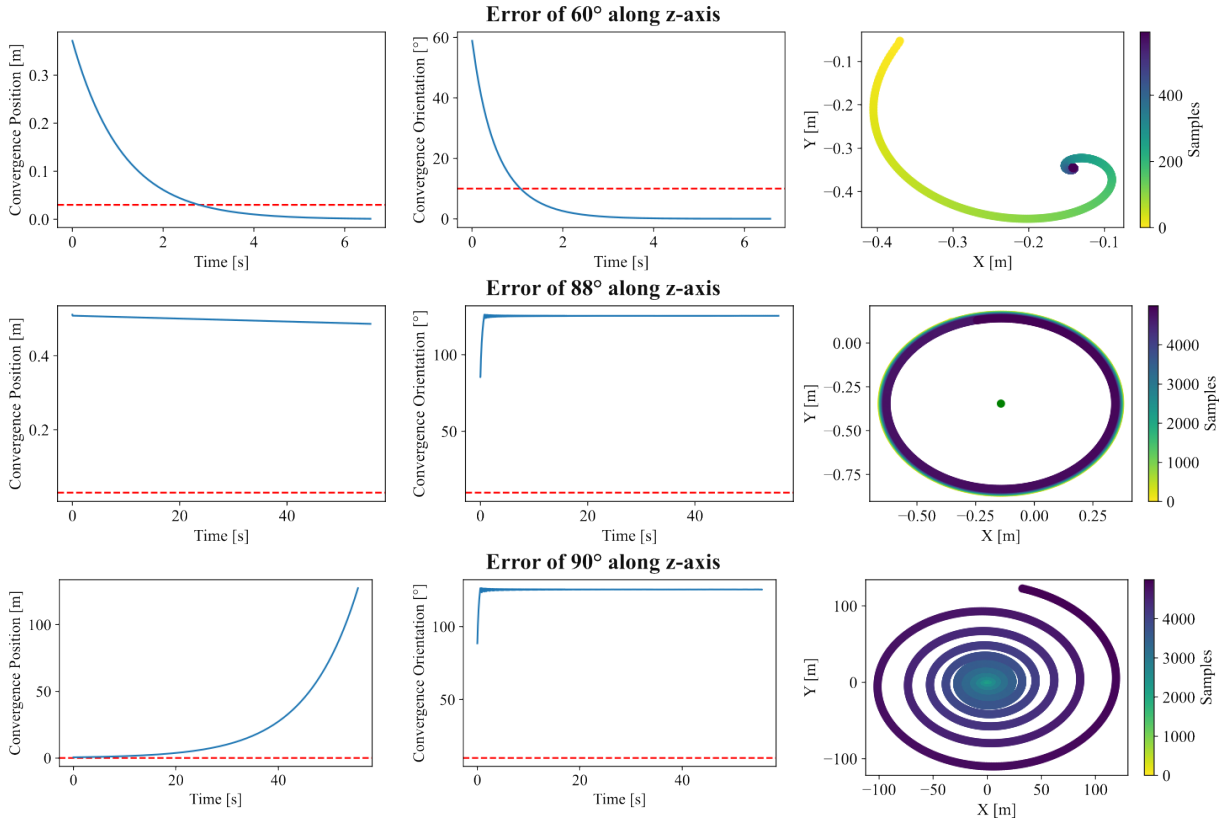 Error of 60° along z-axis
Convergence Position [m]
0.3
0.2
0.1
0.0
0 2 4 6
Time [s]
Convergence Orientation [°]
60
40
20
0
0 2 4 6
Time [s]
Y [m]
−0.1
−0.2
−0.3
−0.4
−0.4 −0.3 −0.2 −0.1
X [m]
400
200
0
Samples
Error of 88° along z-axis
Convergence Position [m]
0.4
0.2
0 20 40
Time [s]
Convergence Orientation [°]
100
50
0 20 40
Time [s]
Y [m]
0.00
−0.25
−0.50
−0.75
−0.50 −0.25 0.00 0.25
X [m]
4000
3000
2000
1000
0
Samples
Error of 90° along z-axis
Convergence Position [m]
100
50
0
0 20 40
Time [s]
Convergence Orientation [°]
100
50
0 20 40
Time [s]
Y [m]
100
50
0
−50
−100
−100 −50 0 50 100
X [m]
4000
3000
2000
1000
0
Samples